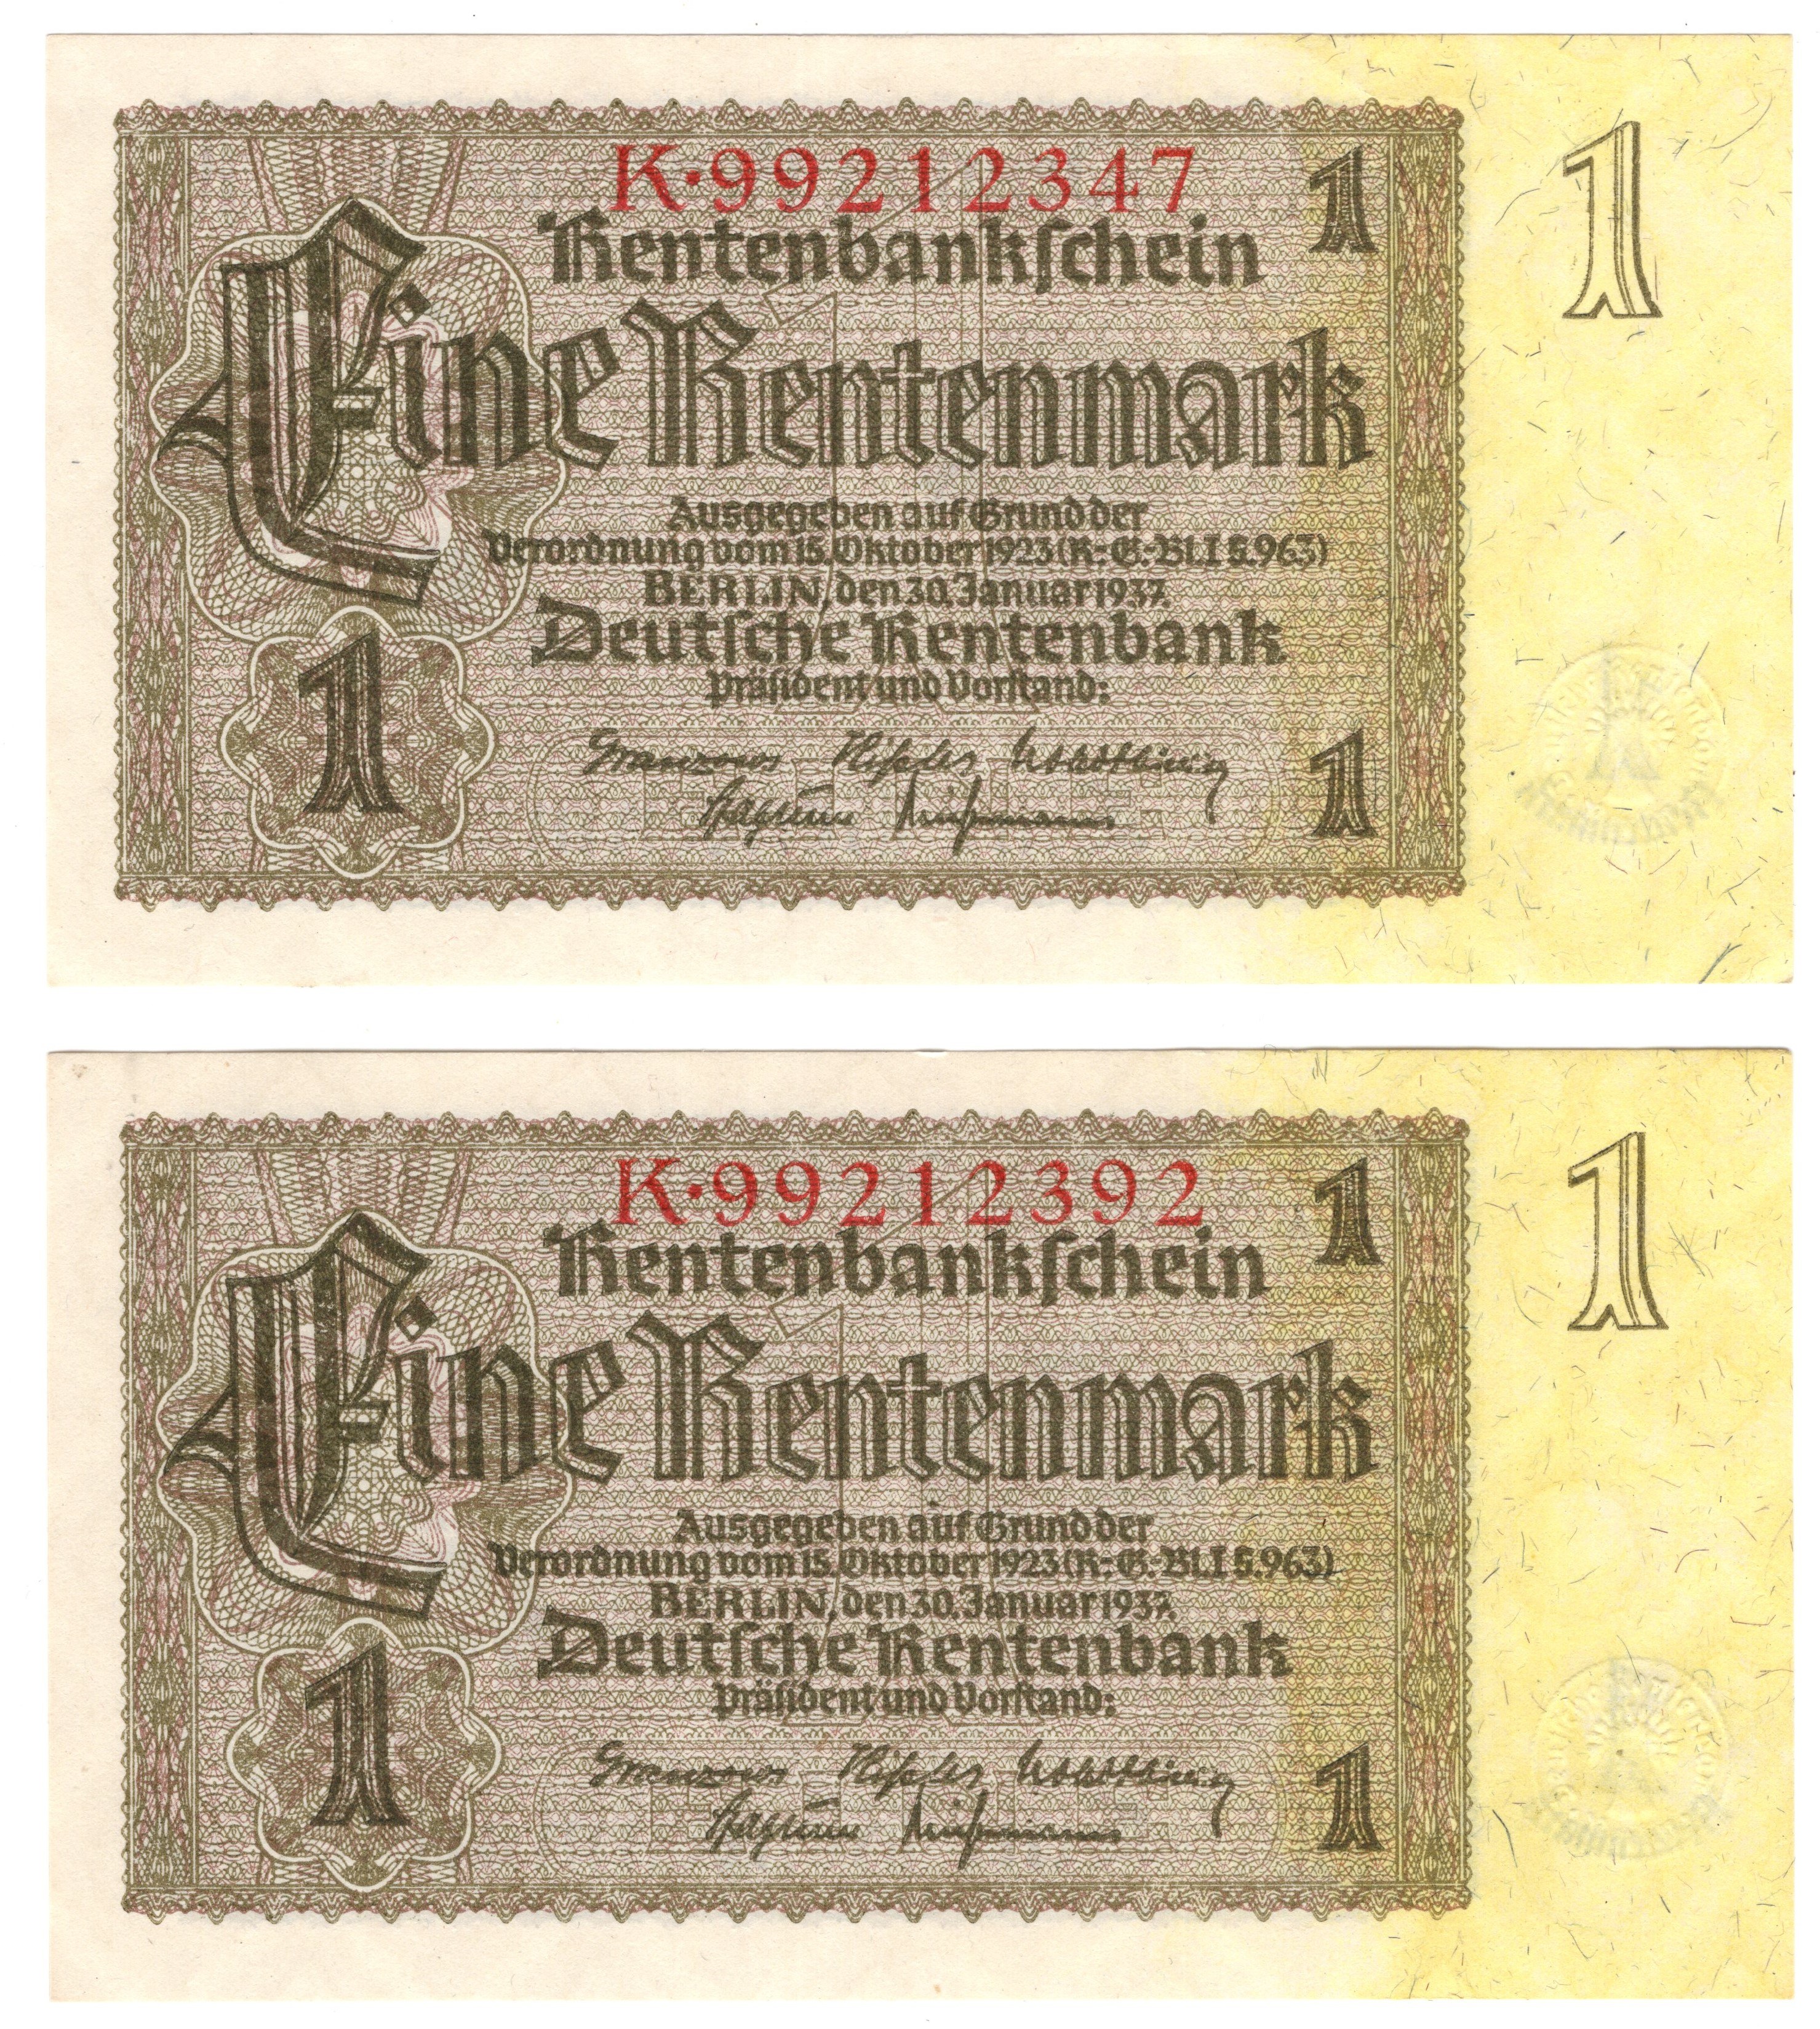 K·99212347
1
1
Rentenbankſchein
Eine Rentenmark
Ausgegeben auf Grund der
Verordnung vom 15. Oktober 1923 (R.-G.-Bl. I S. 963)
BERLIN, den 30. Januar 1937.
Deutſche Rentenbank
Präſident und Vorſtand:
1
1
K·99212392
1
1
Rentenbankſchein
Eine Rentenmark
Ausgegeben auf Grund der
Verordnung vom 15. Oktober 1923 (R.-G.-Bl. I S. 963)
BERLIN, den 30. Januar 1937.
Deutſche Rentenbank
Präſident und Vorſtand:
1
1